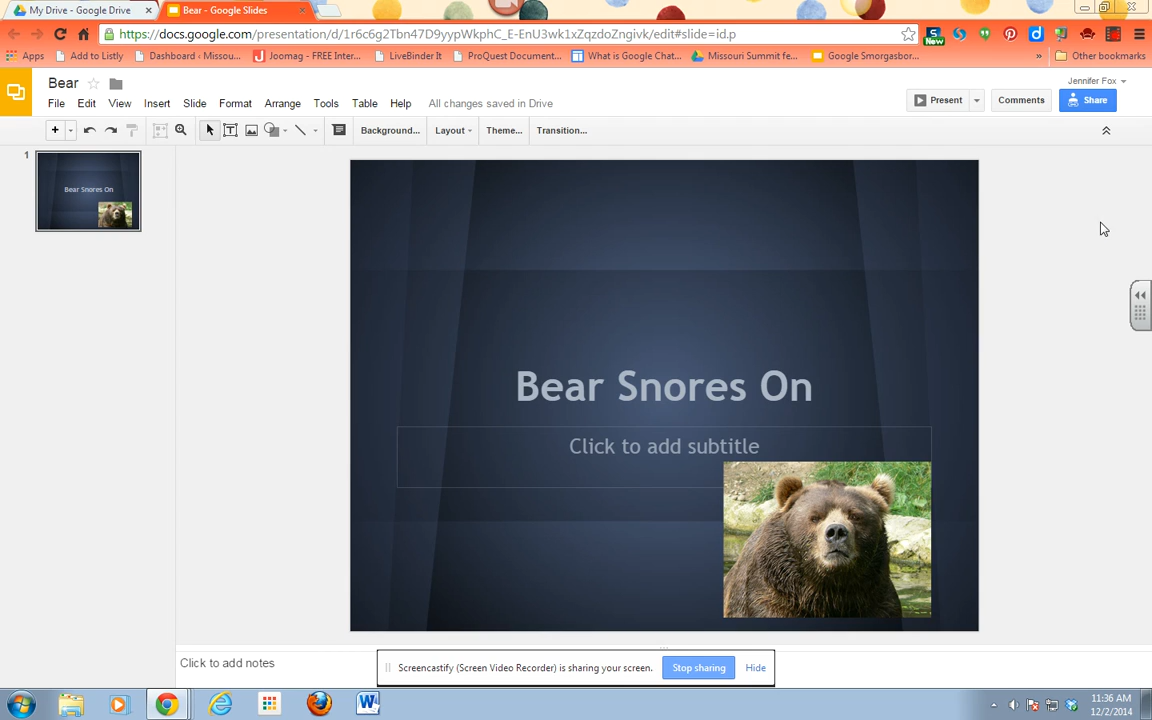 My Drive - Google Drive
Bear - Google Slides
https://docs.google.com/presentation/d/1r6c6g2Tbn47D9yypWkphC_E-EnU3wk1xZqzdoZngivk/edit#slide=id.p
New
Apps Add to Listly Dashboard ‹ Missou... Joomag - FREE Inter... LiveBinder It ProQuest Document... What is Google Chat... Missouri Summit fe... Google Smorgasbor... » Other bookmarks
Bear
Jennifer Fox
File Edit View Insert Slide Format Arrange Tools Table Help All changes saved in Drive
Present Comments Share
Background... Layout Theme... Transition...
1
Bear Snores On
Bear Snores On
Click to add subtitle
Click to add notes
Screencastify (Screen Video Recorder) is sharing your screen. Stop sharing Hide
11:36 AM
12/2/2014